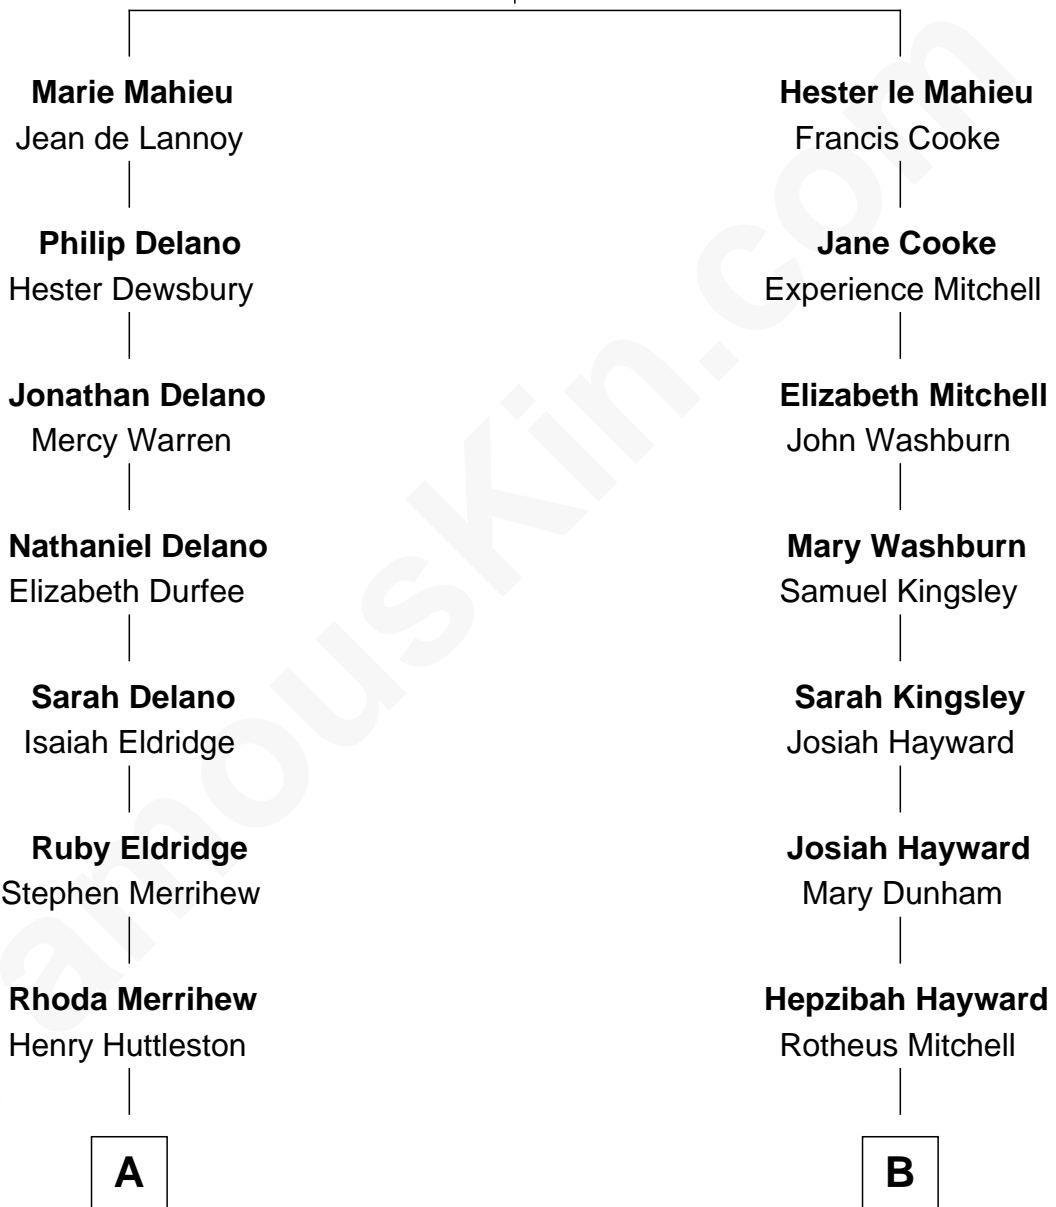 Marie Mahieu
Jean de Lannoy
Philip Delano
Hester Dewsbury
Jonathan Delano
Mercy Warren
Nathaniel Delano
Elizabeth Durfee
Sarah Delano
Isaiah Eldridge
Ruby Eldridge
Stephen Merrihew
Rhoda Merrihew
Henry Huttleston
A
Hester le Mahieu
Francis Cooke
Jane Cooke
Experience Mitchell
Elizabeth Mitchell
John Washburn
Mary Washburn
Samuel Kingsley
Sarah Kingsley
Josiah Hayward
Josiah Hayward
Mary Dunham
Hepzibah Hayward
Rotheus Mitchell
B
amousKin.com